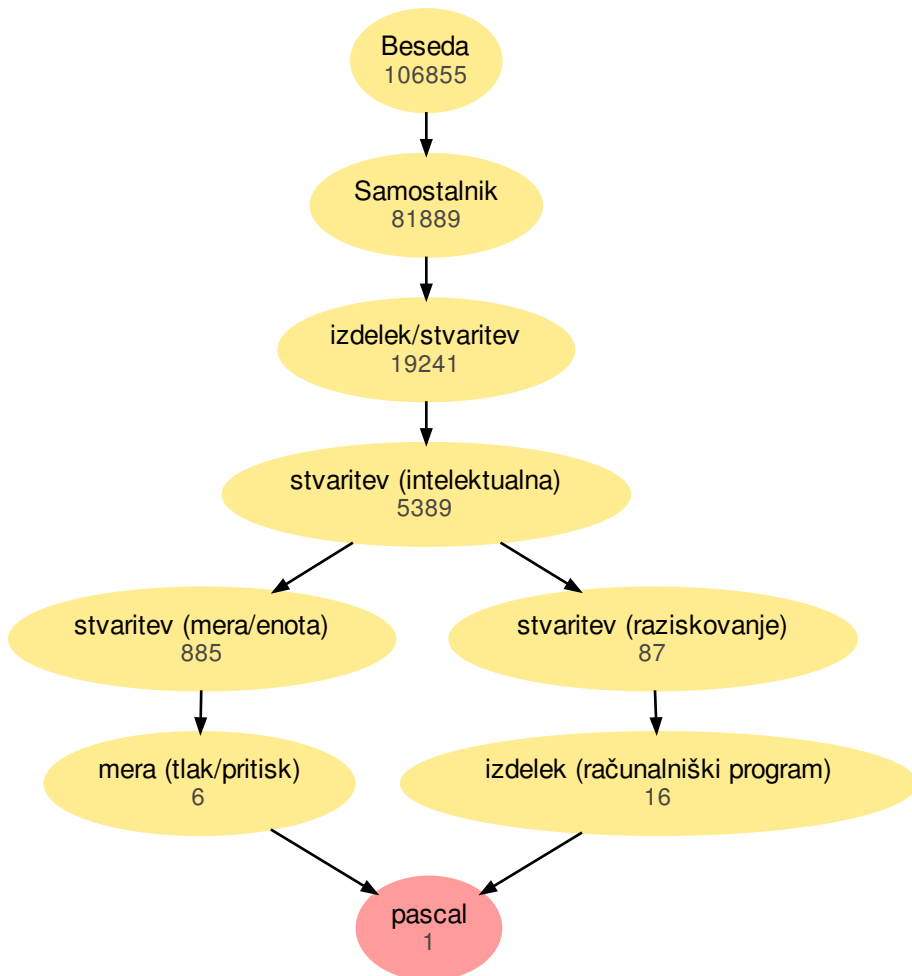 Beseda
106855
Samostalnik
81889
izdelek/stvaritev
19241
stvaritev (intelektualna)
5389
stvaritev (mera/enota)
885
stvaritev (raziskovanje)
87
mera (tlak/pritisk)
6
izdelek (računalniški program)
16
pascal
1